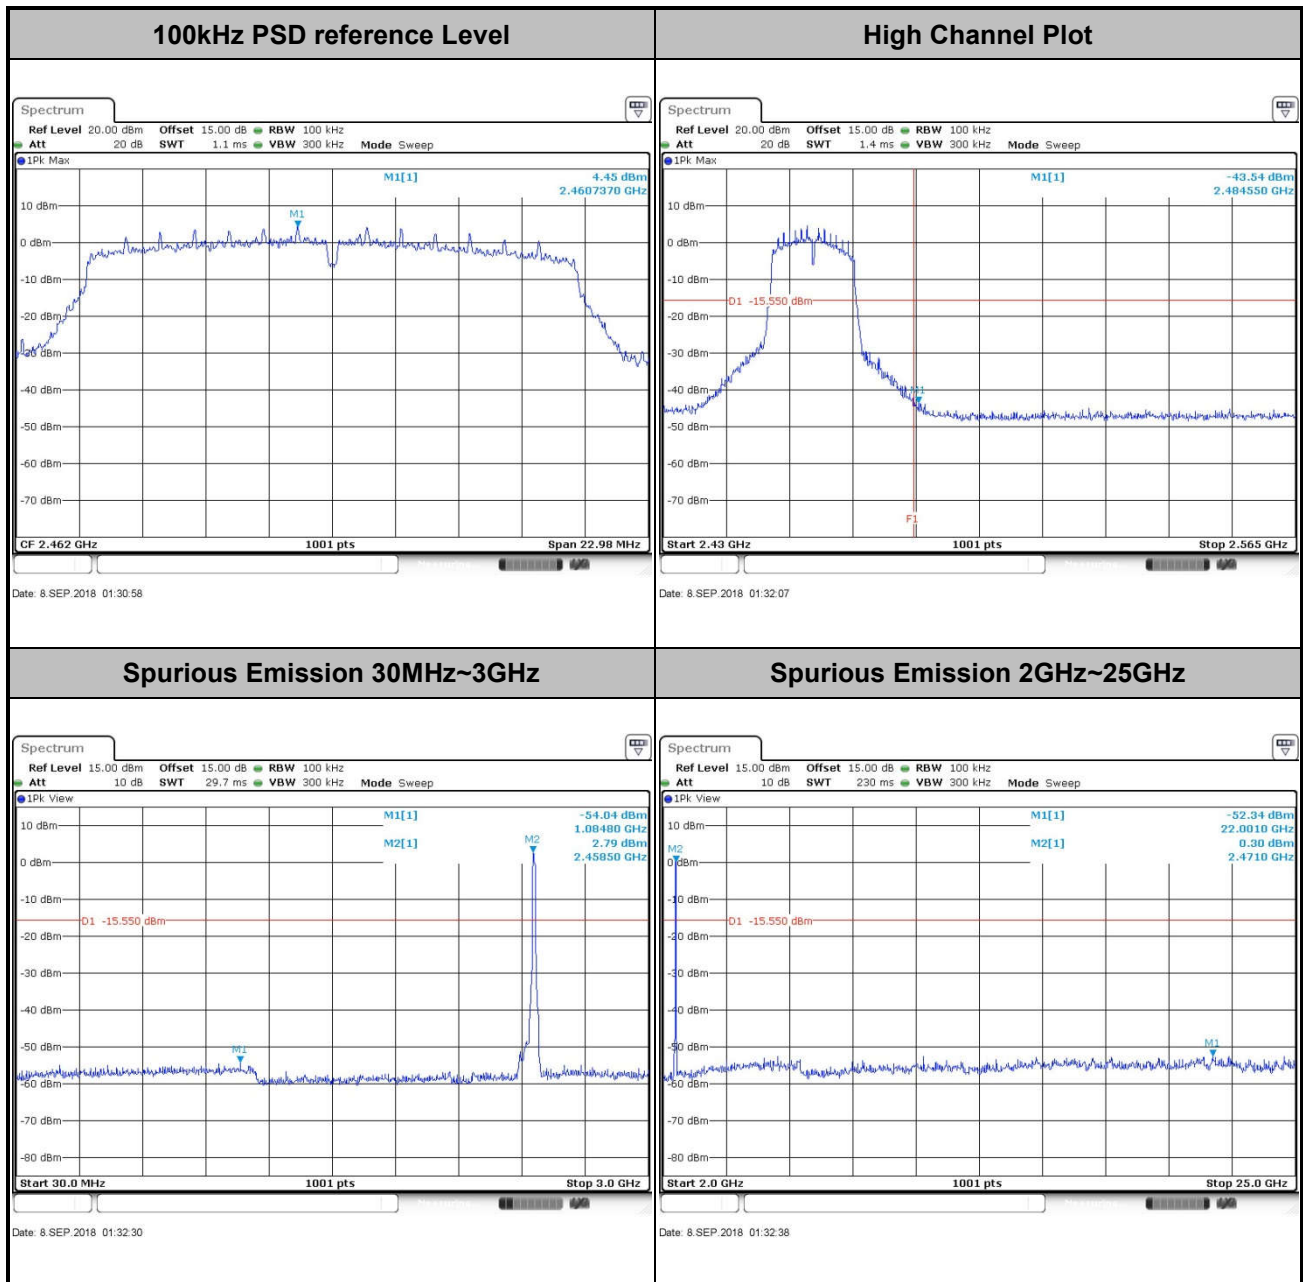 100kHz PSD reference Level
High Channel Plot
Spectrum
Ref Level 20.00 dBm Offset 15.00 dB RBW 100 kHz
Att 20 dB SWT 1.1 ms VBW 300 kHz Mode Sweep
1Pk Max
M1[1] 4.45 dBm
2.4607370 GHz
M1
10 dBm
0 dBm
-10 dBm
-20 dBm
-30 dBm
-40 dBm
-50 dBm
-60 dBm
-70 dBm
CF 2.462 GHz 1001 pts Span 22.98 MHz
Date: 8.SEP.2018 01:30:58
Spectrum
Ref Level 20.00 dBm Offset 15.00 dB RBW 100 kHz
Att 20 dB SWT 1.4 ms VBW 300 kHz Mode Sweep
1Pk Max
M1[1] -43.54 dBm
2.484550 GHz
10 dBm
0 dBm
-10 dBm
D1 -15.550 dBm
-20 dBm
-30 dBm
-40 dBm
M1
-50 dBm
-60 dBm
-70 dBm
F1
Start 2.43 GHz 1001 pts Stop 2.565 GHz
Date: 8.SEP.2018 01:32:07
Spurious Emission 30MHz~3GHz
Spurious Emission 2GHz~25GHz
Spectrum
Ref Level 15.00 dBm Offset 15.00 dB RBW 100 kHz
Att 10 dB SWT 29.7 ms VBW 300 kHz Mode Sweep
1Pk View
M1[1] -54.04 dBm
1.08480 GHz
M2[1] 2.79 dBm
2.45850 GHz
M2
10 dBm
0 dBm
-10 dBm
D1 -15.550 dBm
-20 dBm
-30 dBm
-40 dBm
-50 dBm
M1
-60 dBm
-70 dBm
-80 dBm
Start 30.0 MHz 1001 pts Stop 3.0 GHz
Date: 8.SEP.2018 01:32:30
Spectrum
Ref Level 15.00 dBm Offset 15.00 dB RBW 100 kHz
Att 10 dB SWT 230 ms VBW 300 kHz Mode Sweep
1Pk View
M1[1] -52.34 dBm
22.0010 GHz
M2[1] 0.30 dBm
2.4710 GHz
10 dBm
M2
0 dBm
-10 dBm
D1 -15.550 dBm
-20 dBm
-30 dBm
-40 dBm
-50 dBm
M1
-60 dBm
-70 dBm
-80 dBm
Start 2.0 GHz 1001 pts Stop 25.0 GHz
Date: 8.SEP.2018 01:32:38